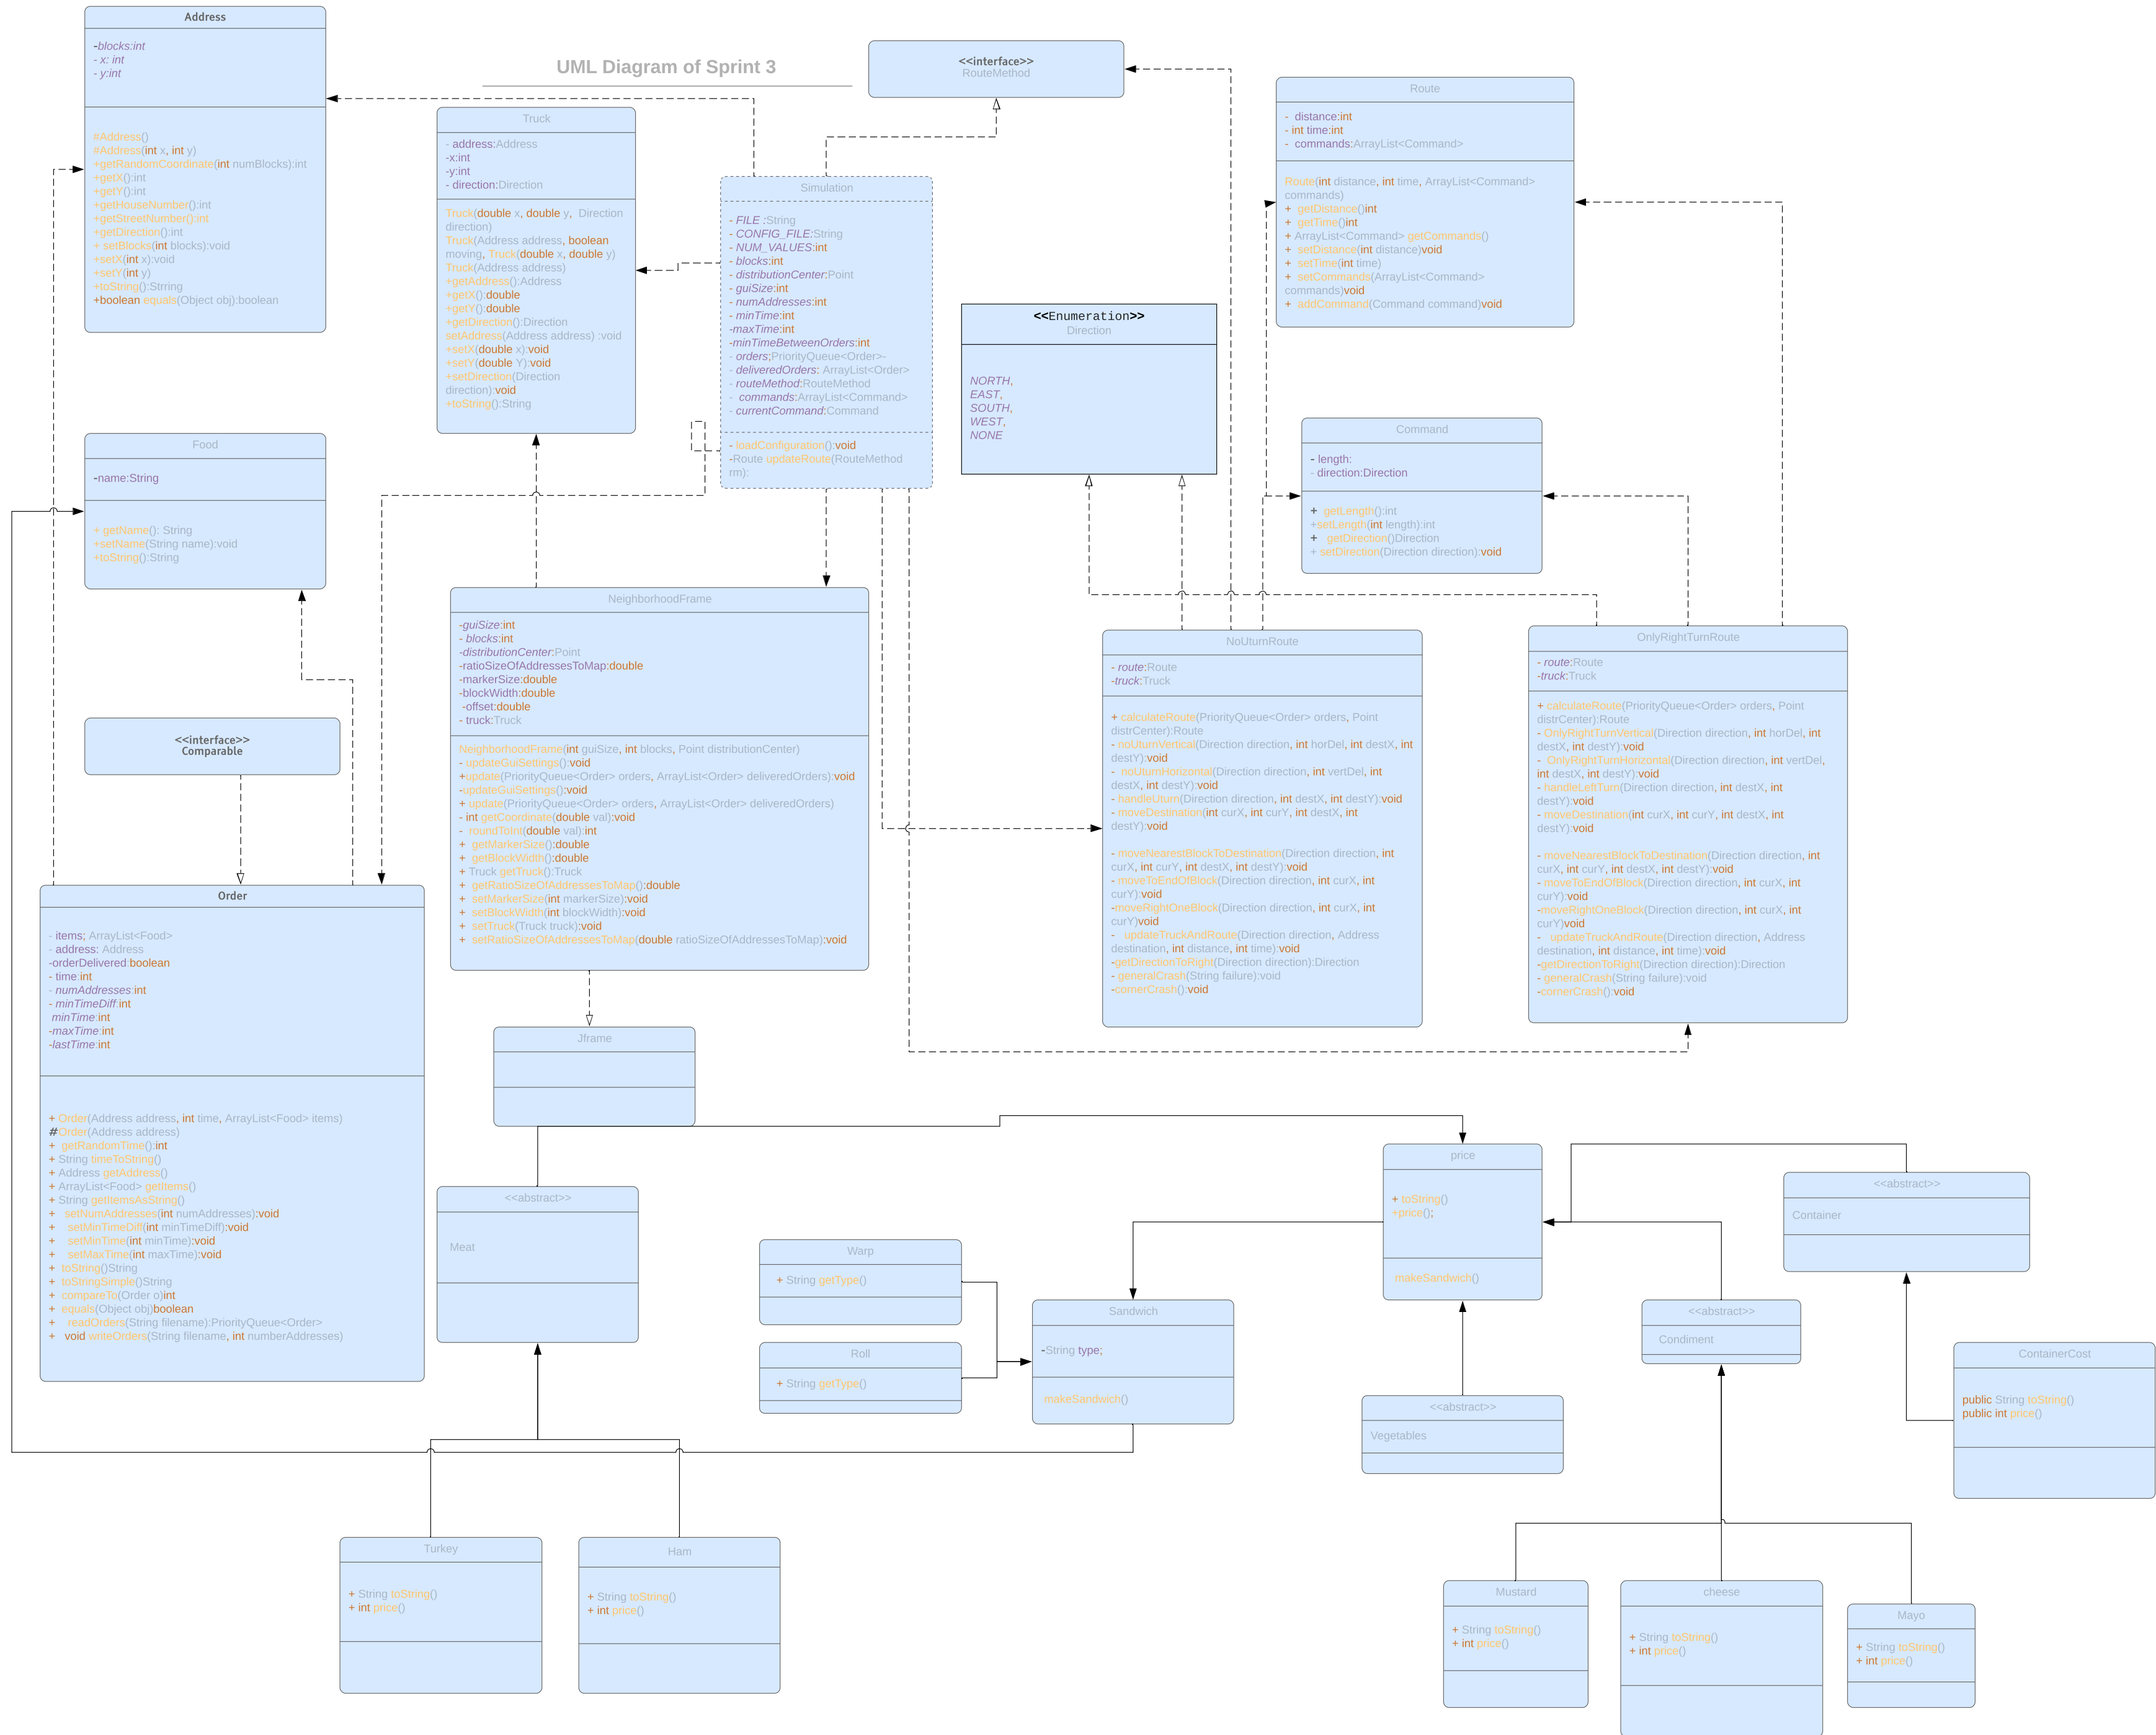 UML Diagram of Sprint 3
Address
-blocks:int
- x: int
- y:int
#Address()
#Address(int x, int y)
+getRandomCoordinate(int numBlocks):int
+getX():int
+getY():int
+getHouseNumber():int
+getStreetNumber():int
+getDirection():int
+ setBlocks(int blocks):void
+setX(int x):void
+setY(int y)
+toString():Strring
+boolean equals(Object obj):boolean
Truck
- address:Address
-x:int
-y:int
- direction:Direction
Truck(double x, double y, Direction
direction)
Truck(Address address, boolean
moving, Truck(double x, double y)
Truck(Address address)
+getAddress():Address
+getX():double
+getY():double
+getDirection():Direction
setAddress(Address address) :void
+setX(double x):void
+setY(double Y):void
+setDirection(Direction
direction):void
+toString():String
<<interface>>
RouteMethod
Simulation
- FILE :String
- CONFIG_FILE:String
- NUM_VALUES:int
- blocks:int
- distributionCenter:Point
- guiSize:int
- numAddresses:int
- minTime:int
-maxTime:int
-minTimeBetweenOrders:int
- orders;PriorityQueue<Order>-
- deliveredOrders: ArrayList<Order>
- routeMethod:RouteMethod
- commands:ArrayList<Command>
- currentCommand:Command
- loadConfiguration():void
-Route updateRoute(RouteMethod
rm):
<<Enumeration>>
Direction
NORTH,
EAST,
SOUTH,
WEST,
NONE
Route
- distance:int
- int time:int
- commands:ArrayList<Command>
Route(int distance, int time, ArrayList<Command>
commands)
+ getDistance()int
+ getTime()int
+ ArrayList<Command> getCommands()
+ setDistance(int distance)void
+ setTime(int time)
+ setCommands(ArrayList<Command>
commands)void
+ addCommand(Command command)void
Command
- length:
- direction:Direction
+ getLength():int
+setLength(int length):int
+ getDirection()Direction
+ setDirection(Direction direction):void
Food
-name:String
+ getName(): String
+setName(String name):void
+toString():String
<<interface>>
Comparable
NeighborhoodFrame
-guiSize:int
- blocks:int
-distributionCenter:Point
-ratioSizeOfAddressesToMap:double
-markerSize:double
-blockWidth:double
-offset:double
- truck:Truck
NeighborhoodFrame(int guiSize, int blocks, Point distributionCenter)
- updateGuiSettings():void
+update(PriorityQueue<Order> orders, ArrayList<Order> deliveredOrders):void
-updateGuiSettings():void
+ update(PriorityQueue<Order> orders, ArrayList<Order> deliveredOrders)
- int getCoordinate(double val):void
- roundToInt(double val):int
+ getMarkerSize():double
+ getBlockWidth():double
+ Truck getTruck():Truck
+ getRatioSizeOfAddressesToMap():double
+ setMarkerSize(int markerSize):void
+ setBlockWidth(int blockWidth):void
+ setTruck(Truck truck):void
+ setRatioSizeOfAddressesToMap(double ratioSizeOfAddressesToMap):void
NoUturnRoute
- route:Route
-truck:Truck
+ calculateRoute(PriorityQueue<Order> orders, Point
distrCenter):Route
- noUturnVertical(Direction direction, int horDel, int destX, int
destY):void
- noUturnHorizontal(Direction direction, int vertDel, int
destX, int destY):void
- handleUturn(Direction direction, int destX, int destY):void
- moveDestination(int curX, int curY, int destX, int
destY):void
- moveNearestBlockToDestination(Direction direction, int
curX, int curY, int destX, int destY):void
- moveToEndOfBlock(Direction direction, int curX, int
curY):void
-moveRightOneBlock(Direction direction, int curX, int
curY)void
- updateTruckAndRoute(Direction direction, Address
destination, int distance, int time):void
-getDirectionToRight(Direction direction):Direction
- generalCrash(String failure):void
-cornerCrash():void
OnlyRightTurnRoute
- route:Route
-truck:Truck
+ calculateRoute(PriorityQueue<Order> orders, Point
distrCenter):Route
- OnlyRightTurnVertical(Direction direction, int horDel, int
destX, int destY):void
- OnlyRightTurnHorizontal(Direction direction, int vertDel,
int destX, int destY):void
- handleLeftTurn(Direction direction, int destX, int
destY):void
- moveDestination(int curX, int curY, int destX, int
destY):void
- moveNearestBlockToDestination(Direction direction, int
curX, int curY, int destX, int destY):void
- moveToEndOfBlock(Direction direction, int curX, int
curY):void
-moveRightOneBlock(Direction direction, int curX, int
curY)void
- updateTruckAndRoute(Direction direction, Address
destination, int distance, int time):void
-getDirectionToRight(Direction direction):Direction
- generalCrash(String failure):void
-cornerCrash():void
Order
- items; ArrayList<Food>
- address: Address
-orderDelivered:boolean
- time:int
- numAddresses:int
- minTimeDiff:int
minTime:int
-maxTime:int
-lastTime:int
+ Order(Address address, int time, ArrayList<Food> items)
#Order(Address address)
+ getRandomTime():int
+ String timeToString()
+ Address getAddress()
+ ArrayList<Food> getItems()
+ String getItemsAsString()
+ setNumAddresses(int numAddresses):void
+ setMinTimeDiff(int minTimeDiff):void
+ setMinTime(int minTime):void
+ setMaxTime(int maxTime):void
+ toString()String
+ toStringSimple()String
+ compareTo(Order o)int
+ equals(Object obj)boolean
+ readOrders(String filename):PriorityQueue<Order>
+ void writeOrders(String filename, int numberAddresses)
Jframe
<<abstract>>
Meat
Warp
+ String getType()
Roll
+ String getType()
Sandwich
-String type;
makeSandwich()
price
+ toString()
+price();
makeSandwich()
<<abstract>>
Container
<<abstract>>
Condiment
<<abstract>>
Vegetables
ContainerCost
public String toString()
public int price()
Turkey
+ String toString()
+ int price()
Ham
+ String toString()
+ int price()
Mustard
+ String toString()
+ int price()
cheese
+ String toString()
+ int price()
Mayo
+ String toString()
+ int price()